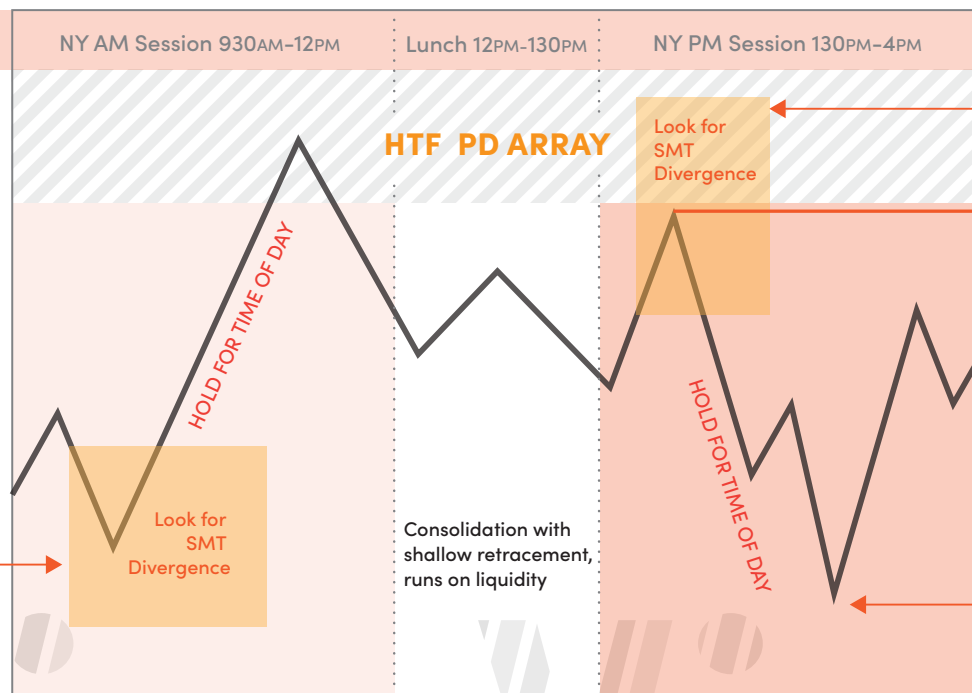 NY AM Session 930AM-12PM
Lunch 12PM-130PM
NY PM Session 130PM-4PM
HTF PD ARRAY
Look for
SMT
Divergence
HOLD FOR TIME OF DAY
Look for
SMT
Divergence
Consolidation with
shallow retracement,
runs on liquidity
HOLD FOR TIME OF DAY